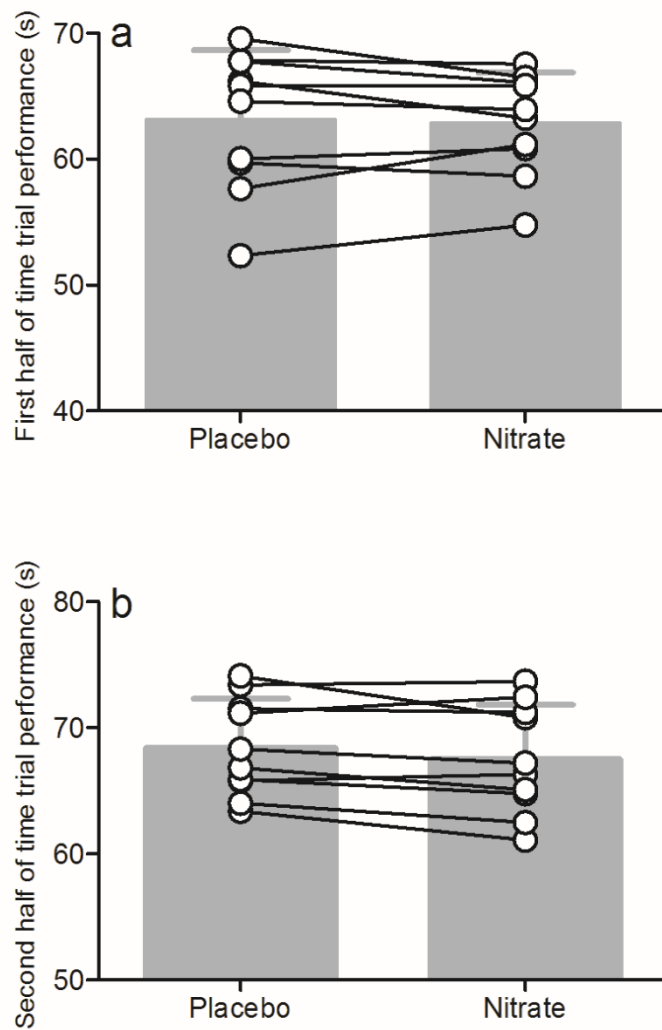 First half of time trial performance (s)
a
70
60
50
40
Placebo Nitrate
Second half of time trial performance (s)
b
80
70
60
50
Placebo Nitrate